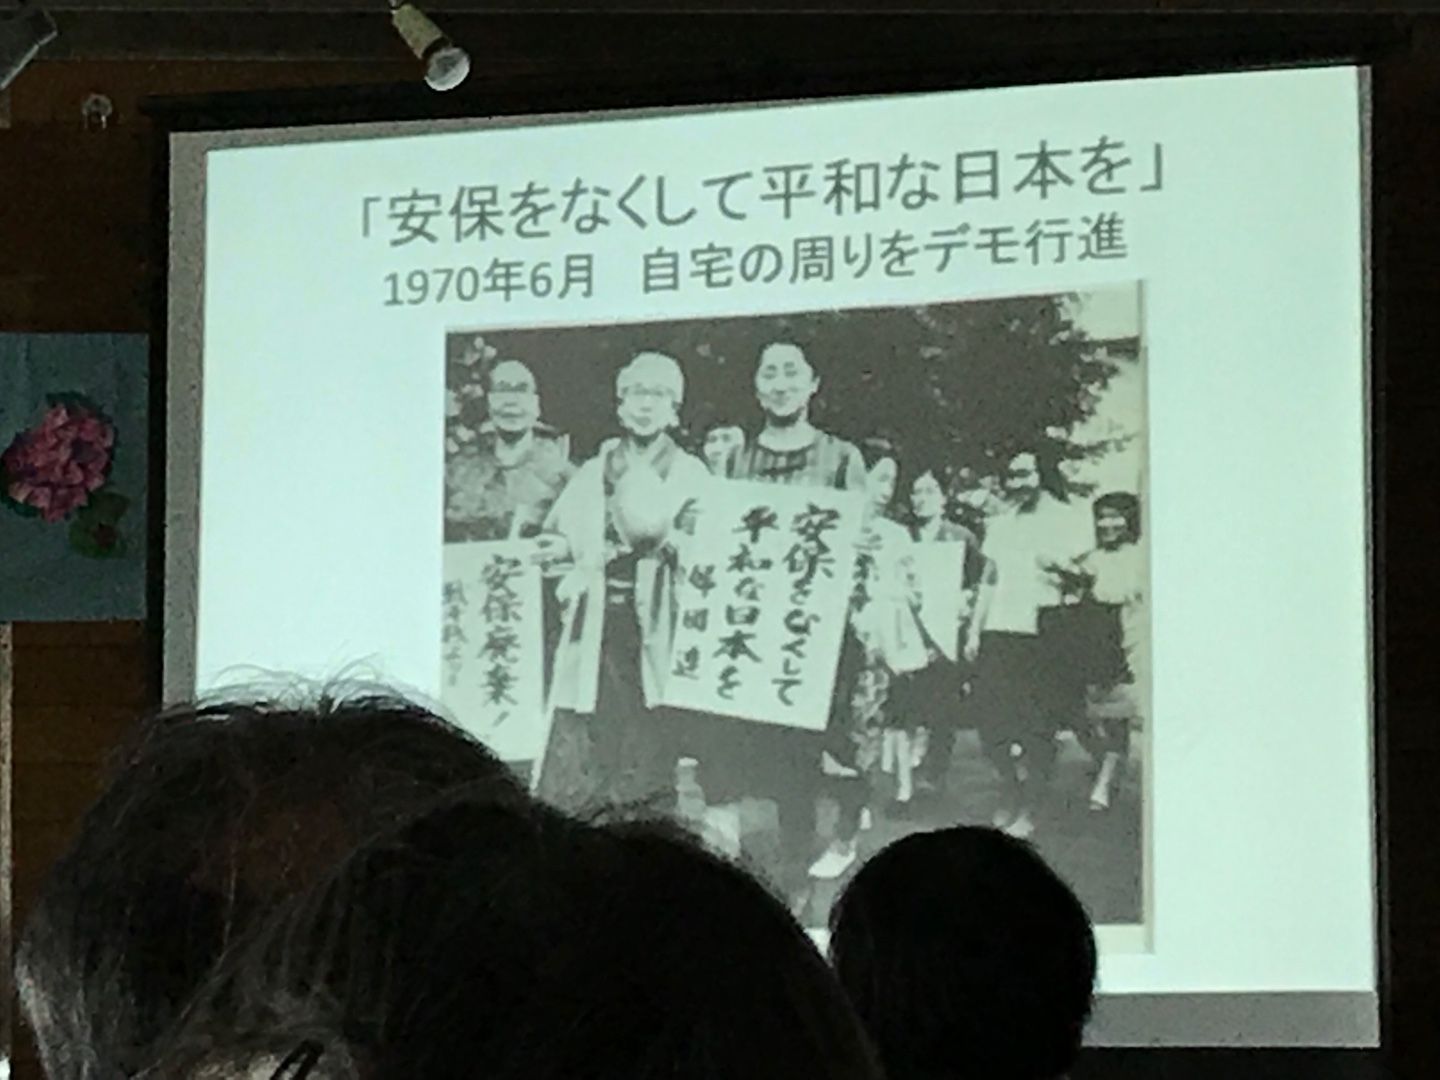 「安保をなくして平和な日本を」
1970年6月　自宅の周りをデモ行進
安保をなくして
平和な日本を
安保廃棄!